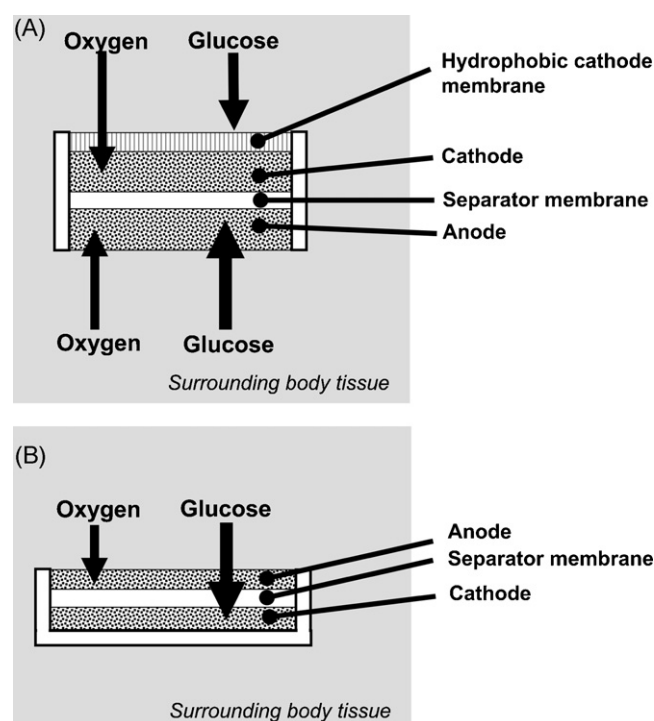 (A)
Oxygen
Glucose
Hydrophobic cathode
membrane
Cathode
Separator membrane
Anode
Oxygen
Glucose
Surrounding body tissue
(B)
Oxygen
Glucose
Anode
Separator membrane
Cathode
Surrounding body tissue